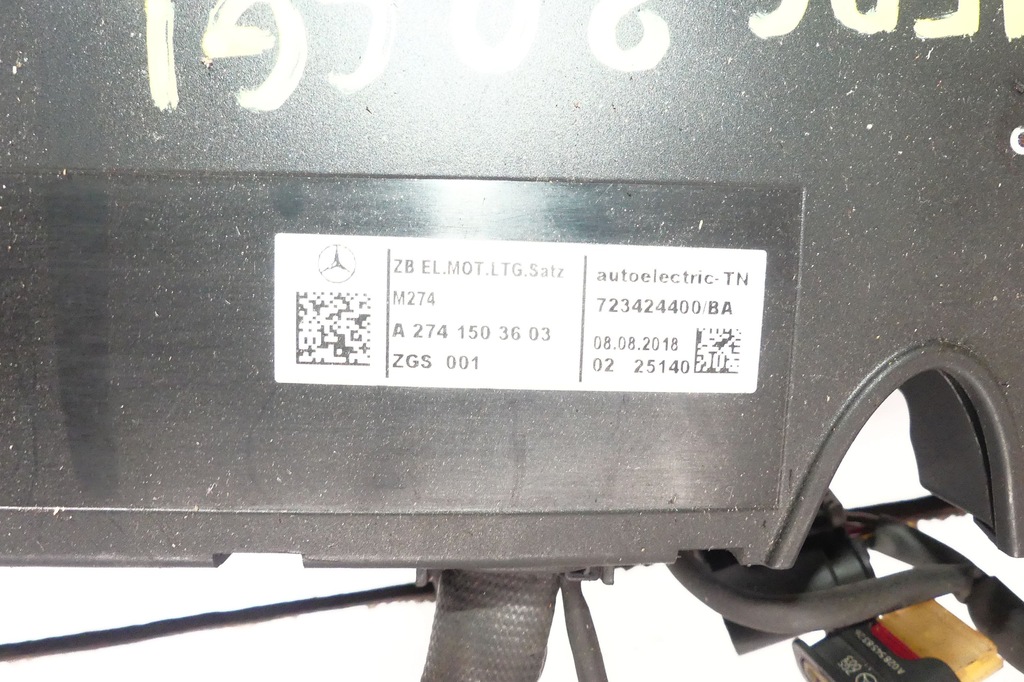 ZB EL.MOT.LTG.Satz
M274
A 274 150 36 03
ZGS 001
autoelectric-TN
723424400/BA
08.08.2018
02 25140